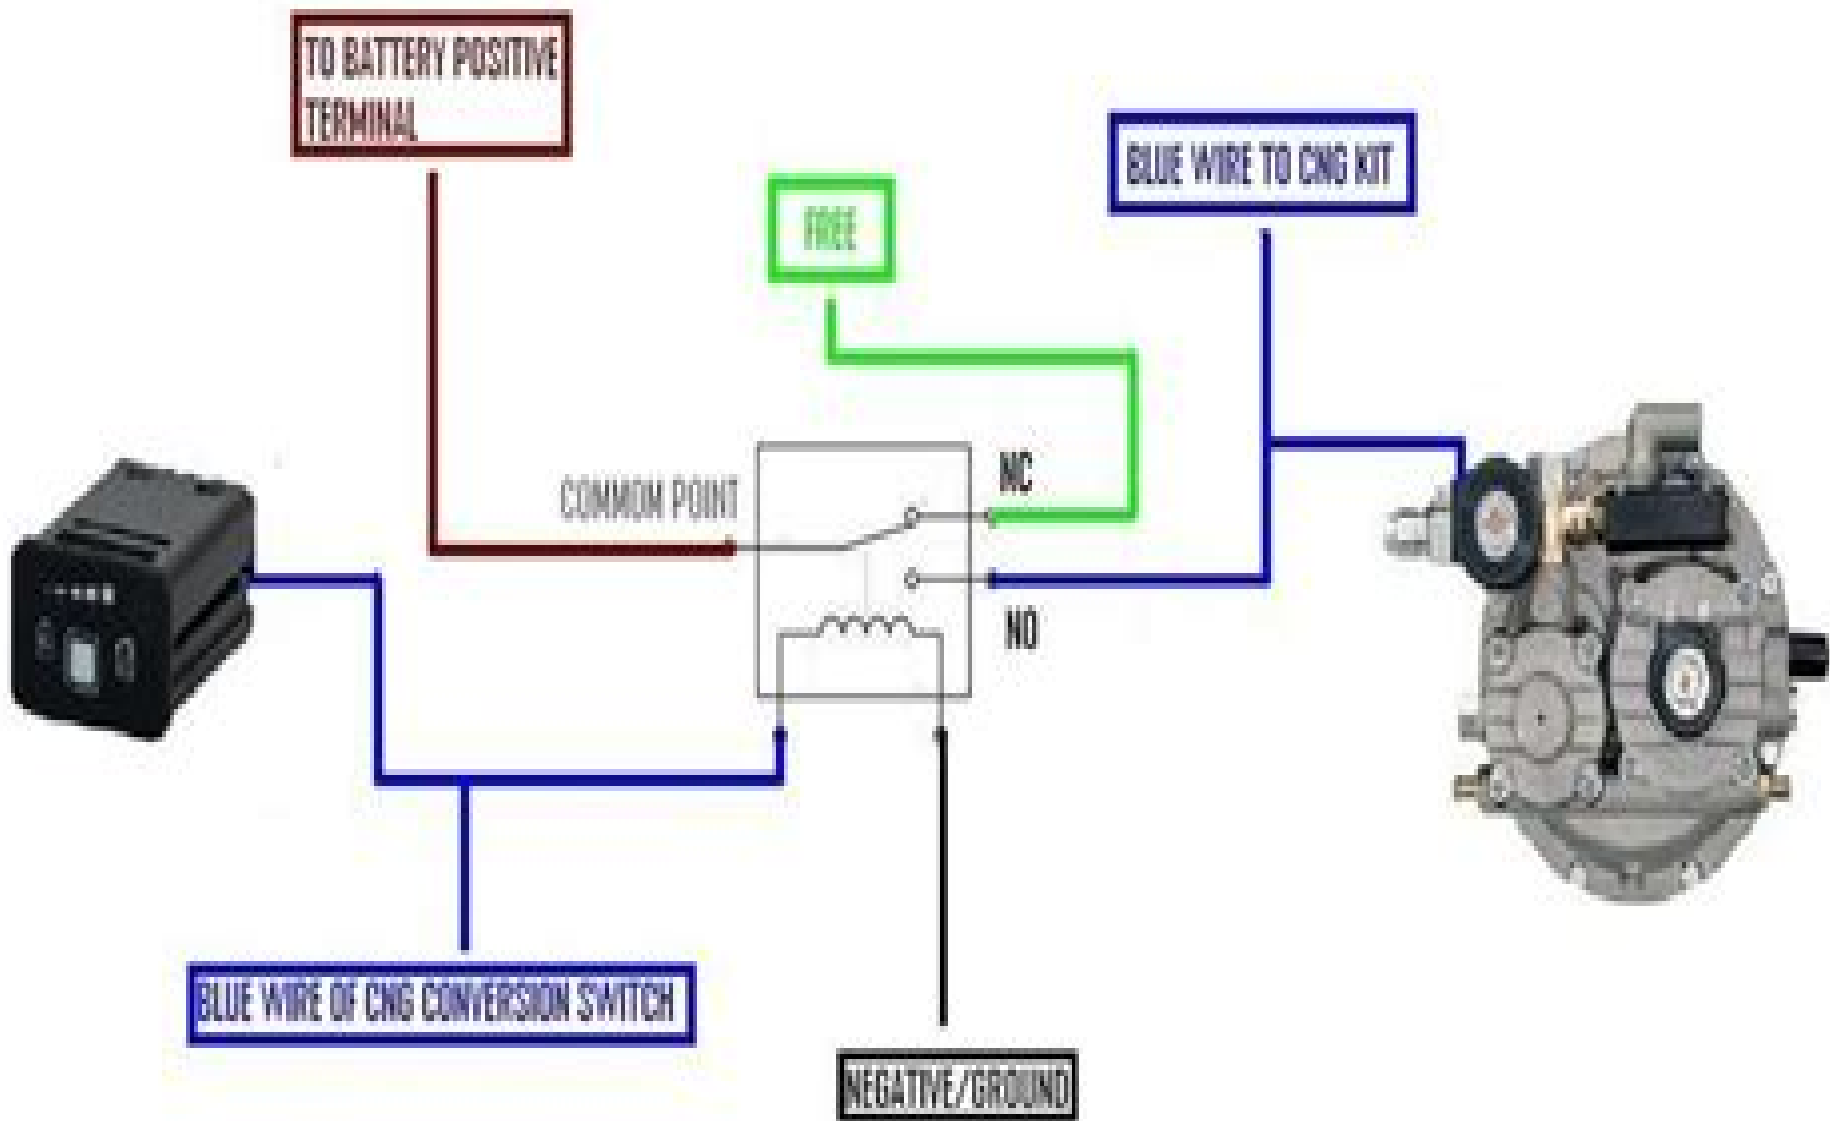 TO BATTERY POSITIVE
TERMINAL
BLUE WIRE TO CNG KIT
FREE
COMMON POINT
NC
NO
BLUE WIRE OF CNG CONVERSION SWITCH
NEGATIVE/GROUND